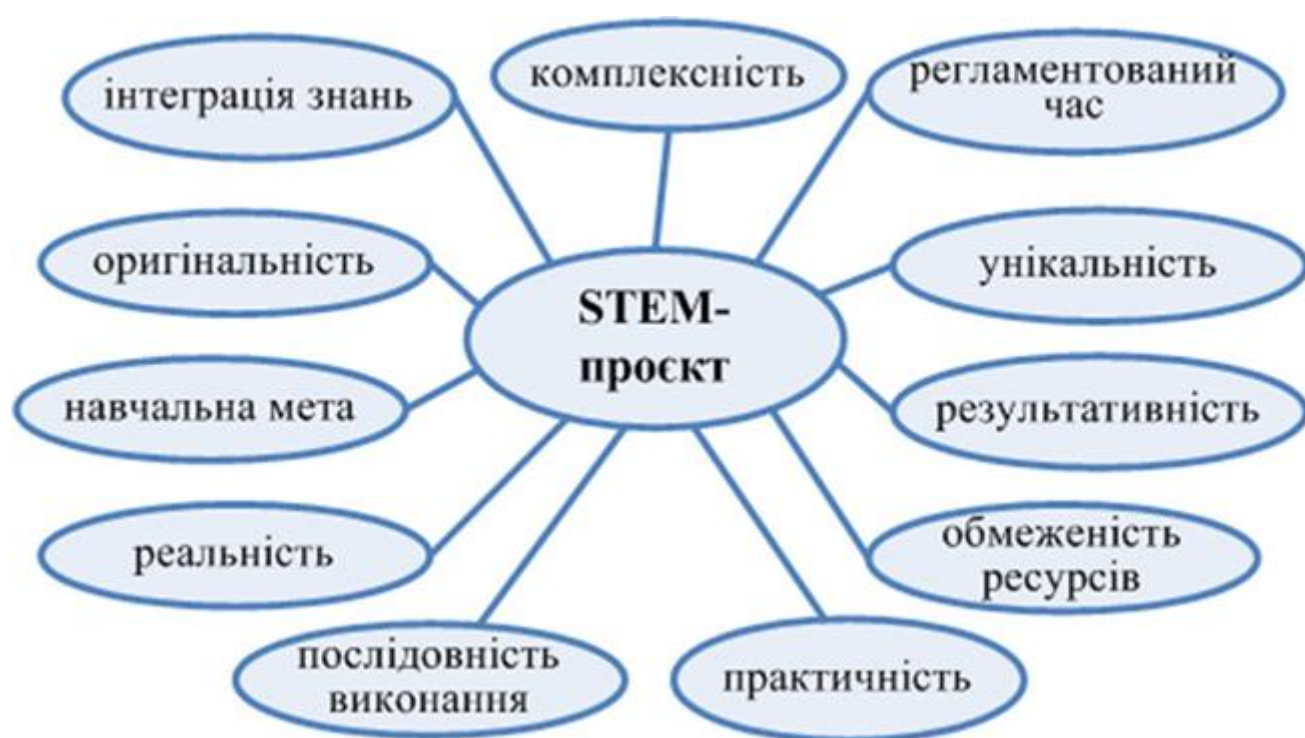 інтеграція знань
комплексність
регламентований
час
оригінальність
унікальність
STEM-
проєкт
навчальна мета
результативність
реальність
обмеженість
ресурсів
послідовність
виконання
практичність